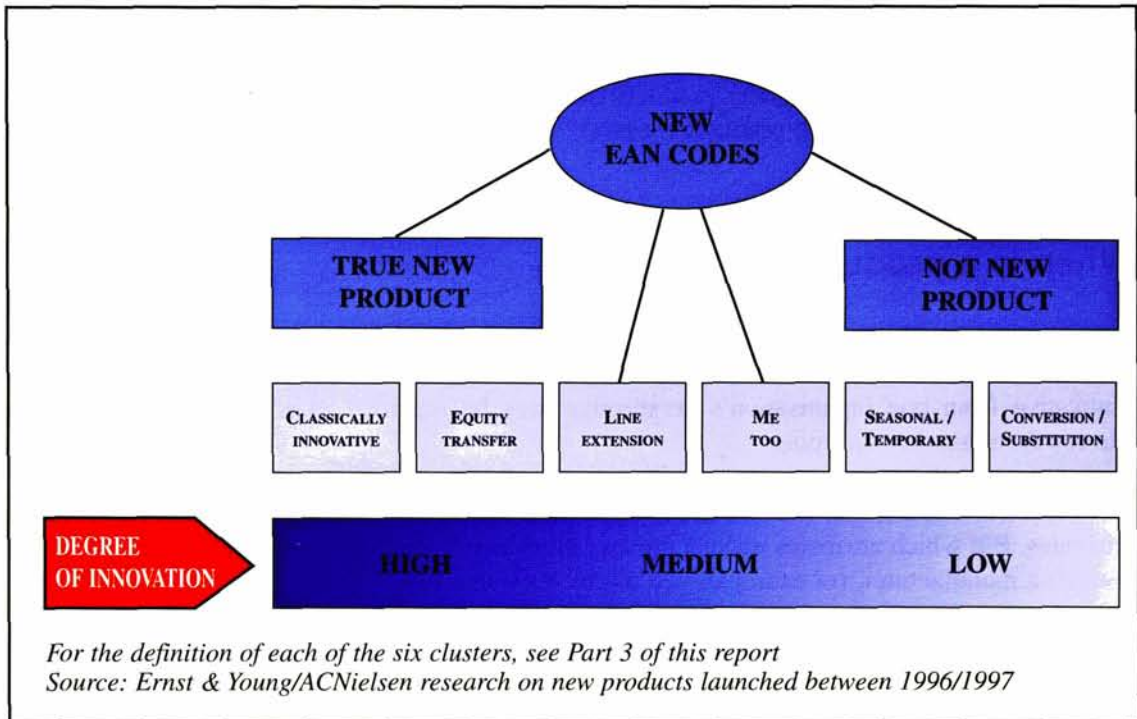 NEW
EAN CODES
TRUE NEW
PRODUCT
NOT NEW
PRODUCT
CLASSICALLY
INNOVATIVE
EQUITY
TRANSFER
LINE
EXTENSION
ME
TOO
SEASONAL /
TEMPORARY
CONVERSION /
SUBSTITUTION
DEGREE
OF INNOVATION
HIGH
MEDIUM
LOW
For the definition of each of the six clusters, see Part 3 of this report
Source: Ernst & Young/ACNielsen research on new products launched between 1996/1997